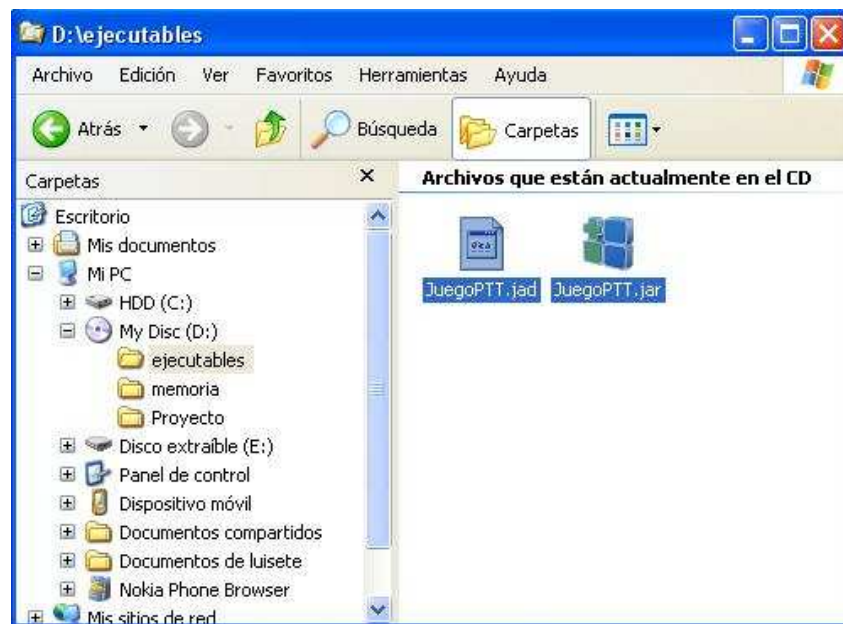 D:\ejecutables
Archivo Edición Ver Favoritos Herramientas Ayuda
Atrás Búsqueda Carpetas
Carpetas
Archivos que están actualmente en el CD
Escritorio
Mis documentos
Mi PC
HDD (C:)
My Disc (D:)
ejecutables
memoria
Proyecto
Disco extraíble (E:)
Panel de control
Dispositivo móvil
Documentos compartidos
Documentos de luisete
Nokia Phone Browser
Mis sitios de red
JuegoPTT.jad JuegoPTT.jar